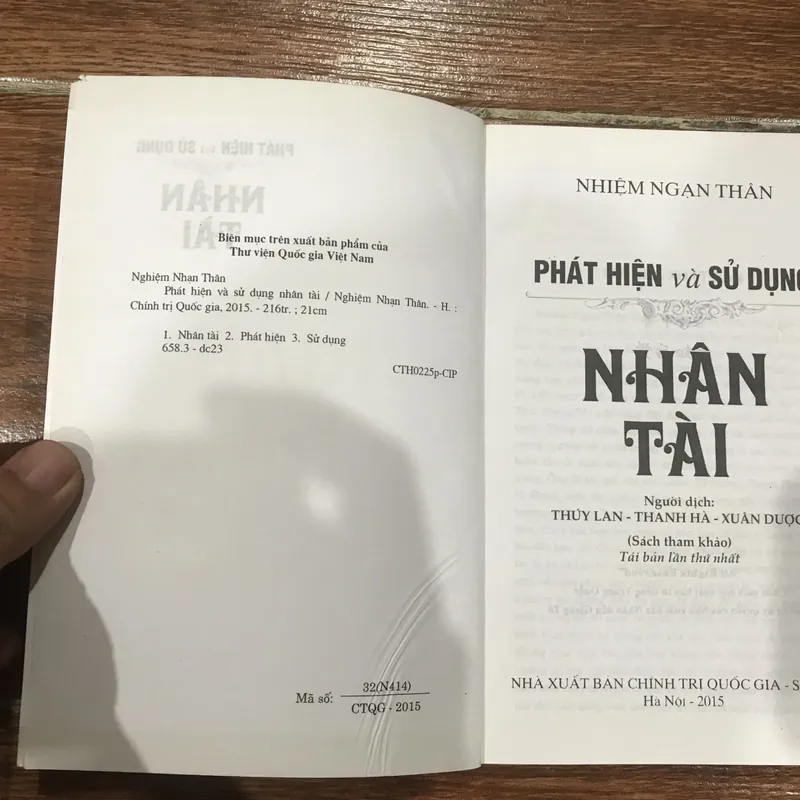 Biên mục trên xuất bản phẩm của
Thư viện Quốc gia Việt Nam
Nghiệm Nhạn Thân
Phát hiện và sử dụng nhân tài / Nghiệm Nhạn Thân. - H. :
Chính trị Quốc gia, 2015. - 216tr. ; 21cm
1. Nhân tài 2. Phát hiện 3. Sử dụng
658.3 - dc23
CTH0225p-CIP
Mã số: 32(N414)
CTQG - 2015
NHIỆM NGẠN THÂN
PHÁT HIỆN và SỬ DỤNG
NHÂN
TÀI
Người dịch:
THÚY LAN - THANH HÀ - XUÂN DƯỢC
(Sách tham khảo)
Tái bản lần thứ nhất
NHÀ XUẤT BẢN CHÍNH TRỊ QUỐC GIA - S
Hà Nội - 2015